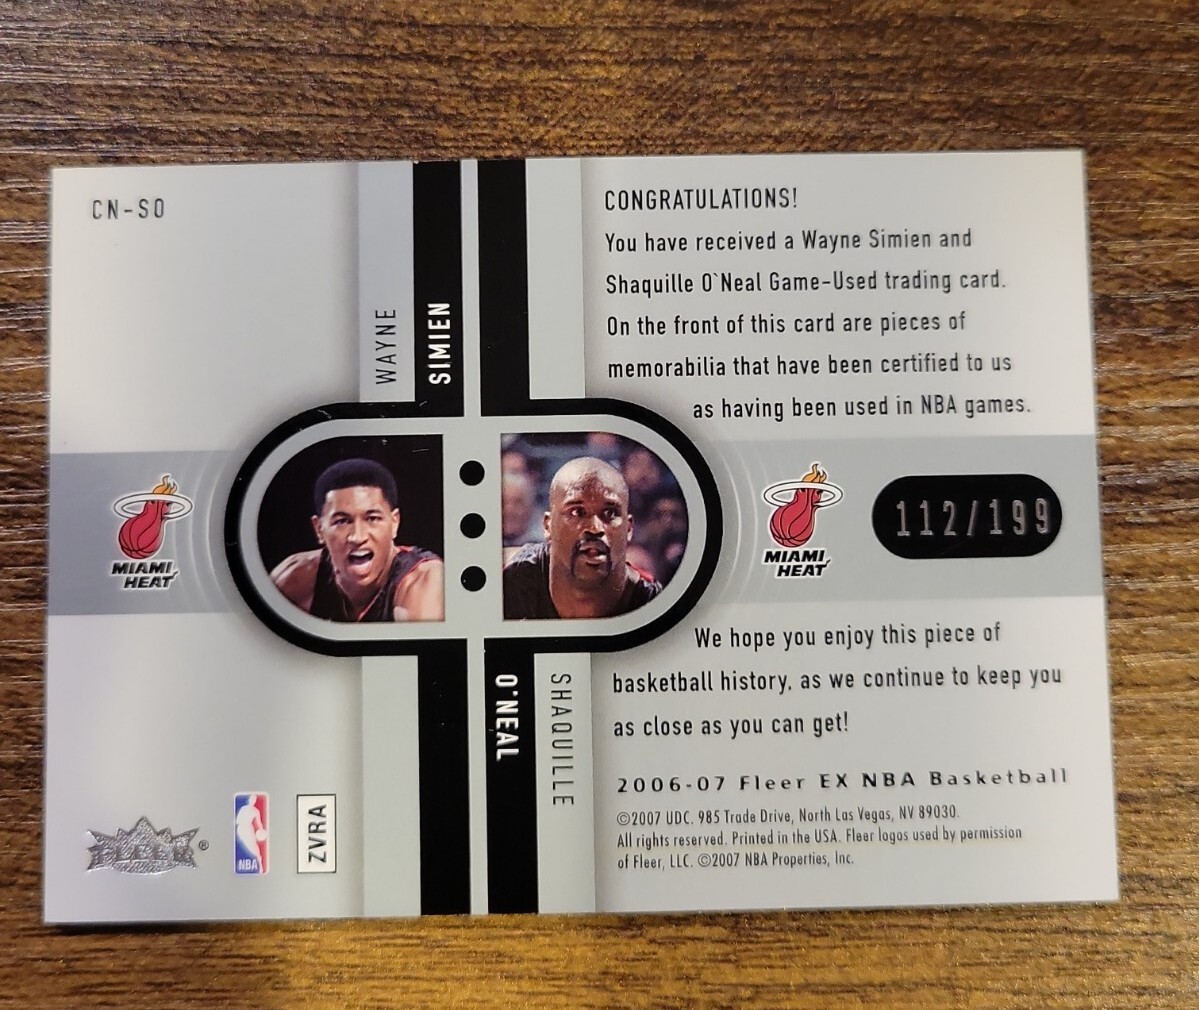 CN-SO
WAYNE
SIMIEN
CONGRATULATIONS!
You have received a Wayne Simien and
Shaquille O`Neal Game-Used trading card.
On the front of this card are pieces of
memorabilia that have been certified to us
as having been used in NBA games.
MIAMI
HEAT
MIAMI
HEAT
112/199
We hope you enjoy this piece of
basketball history, as we continue to keep you
as close as you can get!
O'NEAL
SHAQUILLE
2006-07 Fleer EX NBA Basketball
©2007 UDC. 985 Trade Drive, North Las Vegas, NV 89030.
All rights reserved. Printed in the USA. Fleer logos used by permission
of Fleer, LLC. ©2007 NBA Properties, Inc.
FLEER ®
NBA
ZVRA